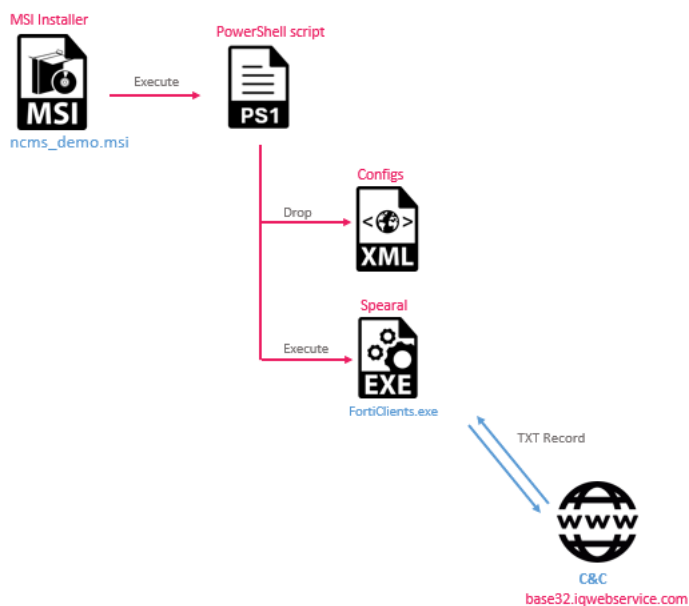 MSI Installer
PowerShell script
MSI
Execute
PS1
ncms_demo.msi
Configs
Drop
XML
Spearal
Execute
EXE
FortiClients.exe
TXT Record
WWW
C&C
base32.iqwebservice.com